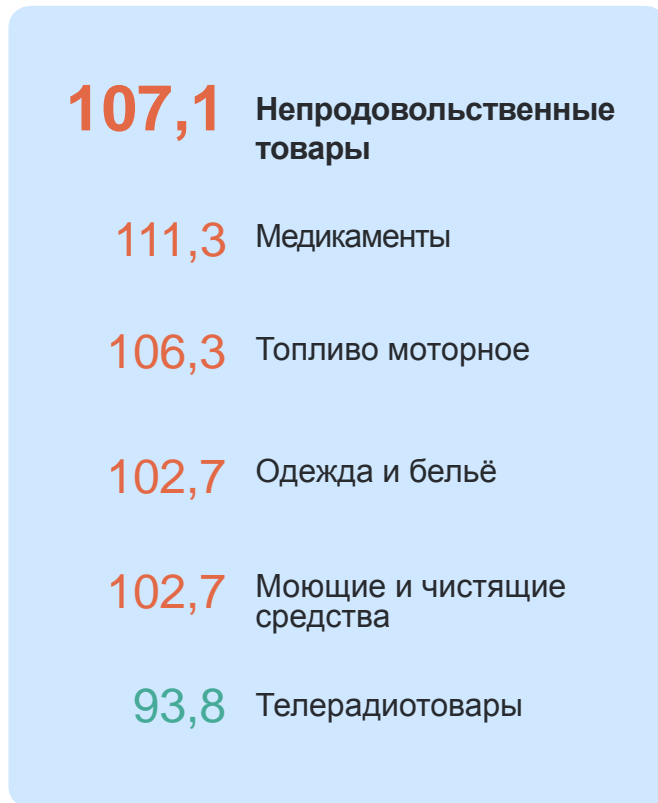 107,1 Непродовольственные
товары
111,3 Медикаменты
106,3 Топливо моторное
102,7 Одежда и бельё
102,7 Моющие и чистящие
средства
93,8 Телерадиотовары